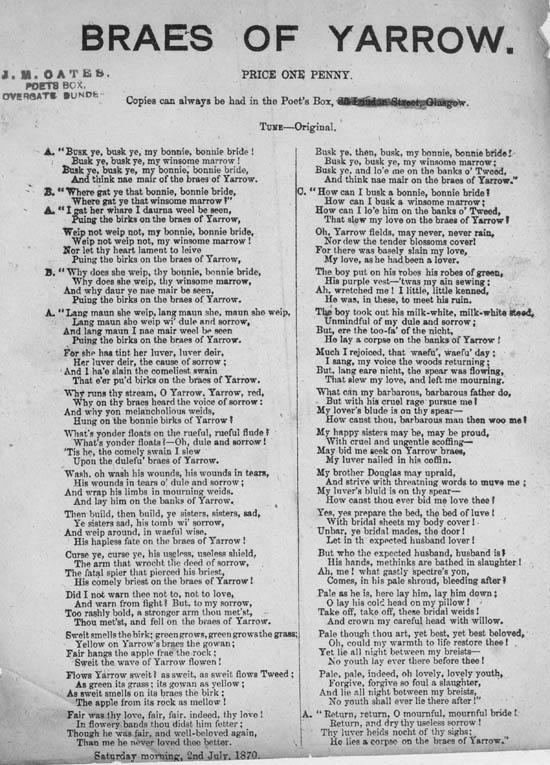 BRAES OF YARROW.
J. M. OATES,
POETS BOX,
OVERGATE DUNDE
PRICE ONE PENNY.
Copies can always be had in the Poet's Box, 80 London Street, Glasgow.
TUNE—Original.
A. "BUSK ye, busk ye, my bonnie, bonnie bride!
Busk ye, busk ye, my winsome marrow!
Busk ye, busk ye, my bonnie, bonnie bride,
And think nae mair of the braes of Yarrow.
B. "Where gat ye that bonnie, bonnie bride,
Where gat ye that winsome marrow?"
A. "I gat her whare I daurna weel be seen,
Puing the birks on the braes of Yarrow,
Weip not weip not, my bonnie, bonnie bride,
Weip not weip not, my winsome marrow!
Nor let thy heart lament to leive
Puing the birks on the braes of Yarrow.
B. "Why does she weip, thy bonnie, bonnie bride,
Why does she weip, thy winsome marrow,
And why daur ye nae mair be seen,
Puing the birks on the braes of Yarrow.
A. "Lang maun she weip, lang maun she, maun she weip,
Lang maun she weip wi' dule and sorrow,
And lang maun I nae mair weel be seen
Puing the birks on the braes of Yarrow.
For she has tint her luver, luver deir,
Her luver deir, the cause of sorrow;
And I ha'e slain the comeliest swain
That e'er pu'd birks on the braes of Yarrow.
Why runs thy stream, O Yarrow, Yarrow, red,
Why on thy braes heard the voice of sorrow:
And why yon melancholious weids,
Hung on the bonnie birks of Yarrow!
What's yonder floats on the rueful, rueful flude?
What's yonder floats?—Oh, dule and sorrow!
'Tis he, the comely swain I slew
Upon the dulefu' braes of Yarrow.
Wash, oh wash his wounds, his wounds in tears,
His wounds in tears o' dule and sorrow;
And wrap his limbs in mourning weids.
And lay him on the banks of Yarrow.
Then build, then build, ye sisters, sisters, sad,
Ye sisters sad, his tomb wi' sorrow,
And weip around, in waeful wise,
His hapless fate on the braes of Yarrow!
Curse ye, curse ye, his useless, useless shield,
The arm that wrocht the deed of sorrow,
The fatal spier that pierced his briest,
His comely briest on the braes of Yarrow!
Did I not warn thee not to, not to love,
And warn from fight? But, to my sorrow,
Too rashly bold, a stronger arm thou met'st,
Thou met'st, and fell on the braes of Yarrow.
Sweit smells the birk; green grows, green grows the grass;
Yellow on Yarrow's braes the gowan;
Fair hangs the apple frae the rock;
Sweit the wave of Yarrow flowen!
Flows Yarrow sweit? as sweit, as sweit flows Tweed;
As green its grass; its gowan as yellow;
As sweit smells on its braes the birk;
The apple from its rock as mellow!
Fair was thy love, fair, fair, indeed, thy love!
In flowery bands thou didst him fetter;
Though he was fair, and well-beloved again,
Than me he never loved thee better.
Saturday morning, 2nd July, 1870.
Busk ye, then, busk, my bonnie, bonnie bride!
Busk ye, busk ye, my winsome marrow;
Busk ye, and lo'e me on the banks o' Tweed,
And think nae mair on the braes of Yarrow."
C. "How can I busk a bonnie, bonnie bride?
How can I busk a winsome marrow;
How can I lo'e him on the banks o' Tweed,
That slew my love on the braes of Yarrow?
Oh, Yarrow fields, may never, never rain,
Nor dew the tender blossoms cover!
For there was basely slain my love,
My love, as he had been a lover.
The boy put on his robes his robes of green,
His purple vest—'twas my ain sewing;
Ah, wretched me! I little, little kenned,
He was, in these, to meet his ruin.
The boy took out his milk-white, milk-white steed,
Unmindful of my dule and sorrow;
But, ere the too-fa' of the nicht,
He lay a corpse on the banks of Yarrow!
Much I rejoiced, that waefu', waefu' day;
I sang, my voice the woods returning;
But, lang eare nicht, the spear was flowing,
That slew my love, and left me mourning.
What can my barbarous, barbarous father do,
But with his cruel rage pursue me?
My lover's blude is on thy spear—
How canst thou, barbarous man then woo me?
My happy sisters may be, may be proud,
With cruel and ungentle scoffing—
May bid me seek on Yarrow braes,
My luver nailed in his coffin.
My brother Douglas may upraid,
And strive with threatning words to muve me;
My luver's bluid is on thy spear—
How canst thou ever bid me love thee?
Yes, yes prepare the bed, the bed of luve!
With bridal sheets my body cover!
Unbar, ye bridal mades, the door!
Let in th expected husband lover!
But who the expected husband, husband is?
His hands, methinks are bathed in slaughter!
Ah, me! what gastly spectre's yon,
Comes, in his pale shroud, bleeding after?
Pale as he is, here lay him, lay him down;
O lay his cold head on my pillow!
Take off, take off, these bridal weids!
And crown my careful head with willow.
Pale though thou art, yet best, yet best beloved,
Oh, could my warmth to life restore thee!
Yet lie all night between my breists—
No youth lay ever there before thee!
Pale, pale, indeed, oh lovely, lovely youth,
Forgive, forgive so foul a slaughter,
And lie all night between my breists,
No youth shall ever lie there after!"
A. "Return, return, O mournful, mournful bride!
Return, and dry thy useless sorrow!
Thy luver heids nocht of thy sighs;
He lies a corpse on the braes of Yarrow."